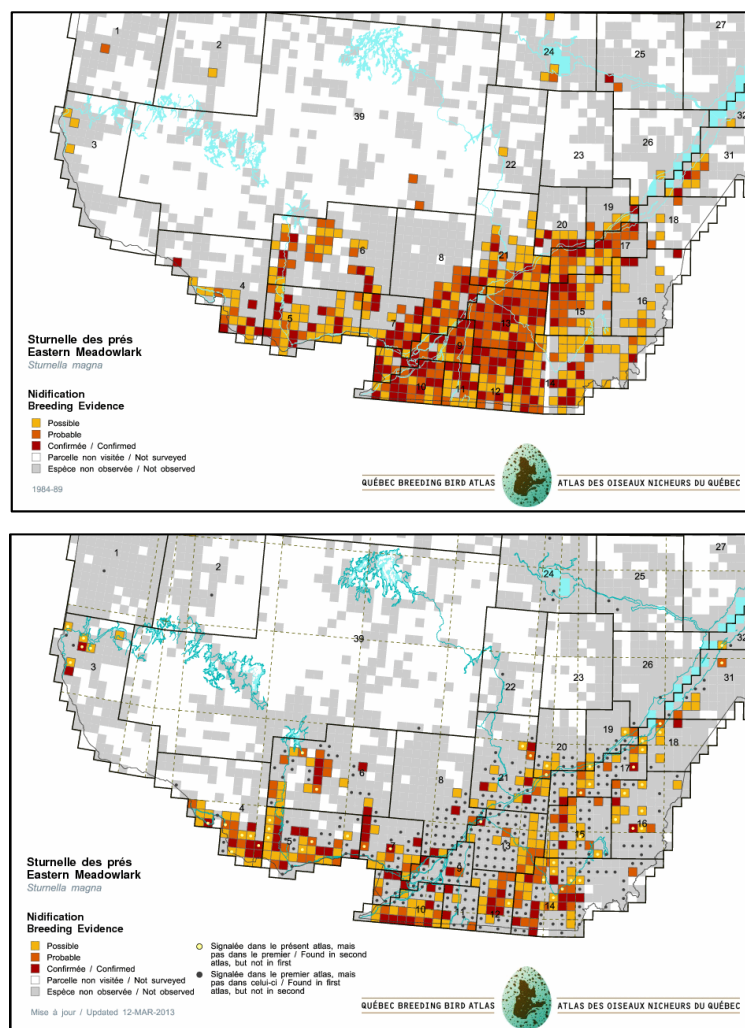 1
2
24
25
27
32
39
26
3
22
23
31
19
20
18
17
21
6
8
4
16
15
5
7
13
9
10
11
12
14
Sturnelle des prés
Eastern Meadowlark
Sturnella magna
Nidification
Breeding Evidence
Possible
Probable
Confirmée / Confirmed
Parcelle non visitée / Not surveyed
Espèce non observée / Not observed
1984-89
QUÉBEC BREEDING BIRD ATLAS
ATLAS DES OISEAUX NICHEURS DU QUÉBEC
1
2
24
25
27
32
39
26
3
22
23
31
19
20
18
17
6
8
21
4
16
15
5
13
9
10
11
12
14
Sturnelle des prés
Eastern Meadowlark
Sturnella magna
Nidification
Breeding Evidence
Possible
Probable
Confirmée / Confirmed
Parcelle non visitée / Not surveyed
Espèce non observée / Not observed
Signalée dans le présent atlas, mais
pas dans le premier / Found in second
atlas, but not in first
Signalée dans le premier atlas, mais
pas dans celui-ci / Found in first
atlas, but not in second
Mise à jour / Updated 12-MAR-2013
QUÉBEC BREEDING BIRD ATLAS
ATLAS DES OISEAUX NICHEURS DU QUÉBEC